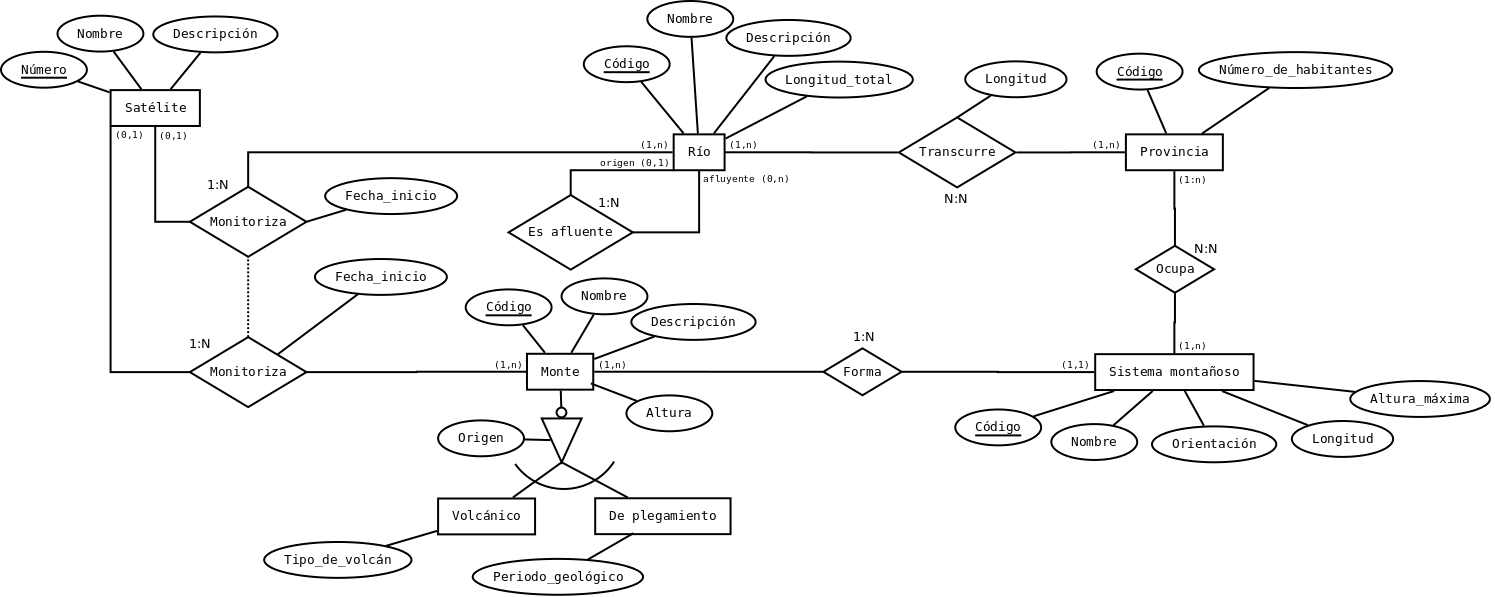 Nombre
Descripción
Número
Satélite
(0,1)
(0,1)
Nombre
Descripción
Código
Longitud_total
(1,n)
Río
(1,n)
origen (0,1)
afluyente (0,n)
Longitud
Transcurre
N:N
Código
Número_de_habitantes
(1,n)
Provincia
(1:n)
1:N
Monitoriza
Fecha_inicio
1:N
Es afluente
N:N
Ocupa
Fecha_inicio
1:N
Monitoriza
Código
Nombre
Descripción
(1,n)
Monte
(1,n)
Altura
1:N
Forma
(1,n)
(1,1)
Sistema montañoso
Código
Nombre
Orientación
Longitud
Altura_máxima
Origen
Volcánico
De plegamiento
Tipo_de_volcán
Periodo_geológico